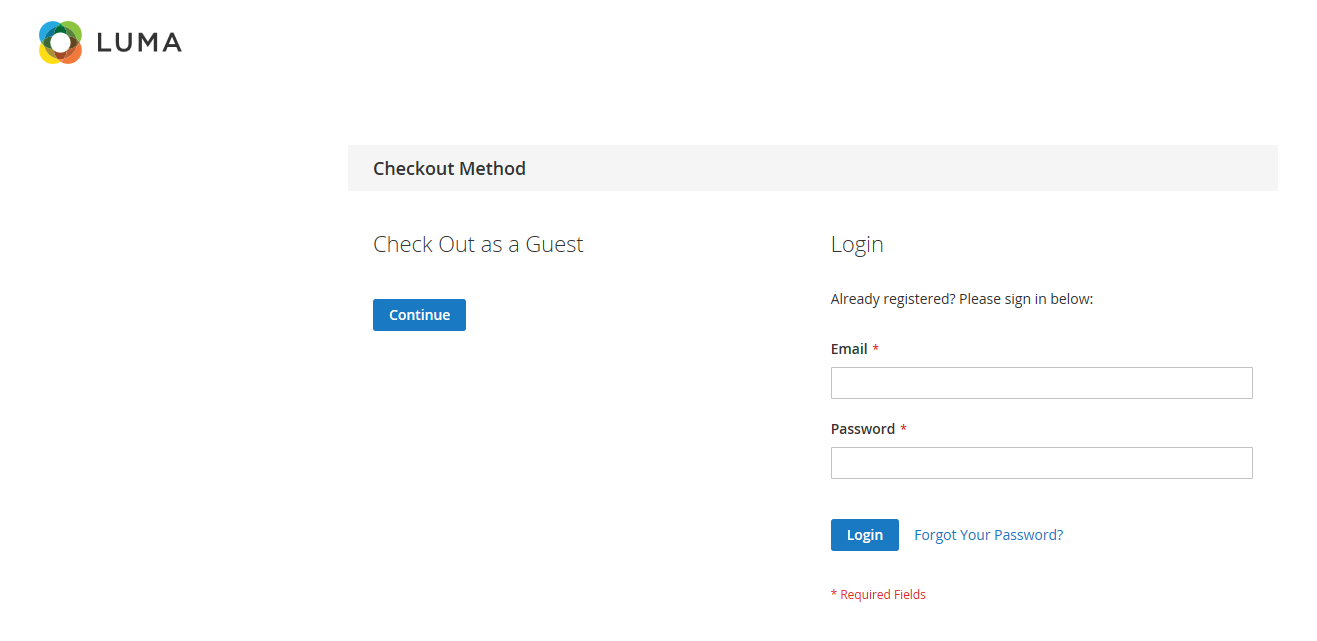 LUMA
Checkout Method
Check Out as a Guest
Continue
Login
Already registered? Please sign in below:
Email *
Password *
Login Forgot Your Password?
* Required Fields